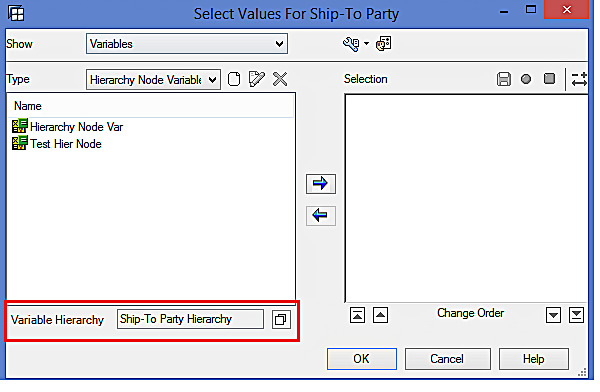 Select Values For Ship-To Party
Show Variables
Type Hierarchy Node Variable Selection
Name
Hierarchy Node Var
Test Hier Node
Variable Hierarchy Ship-To Party Hierarchy
Change Order
OK Cancel Help